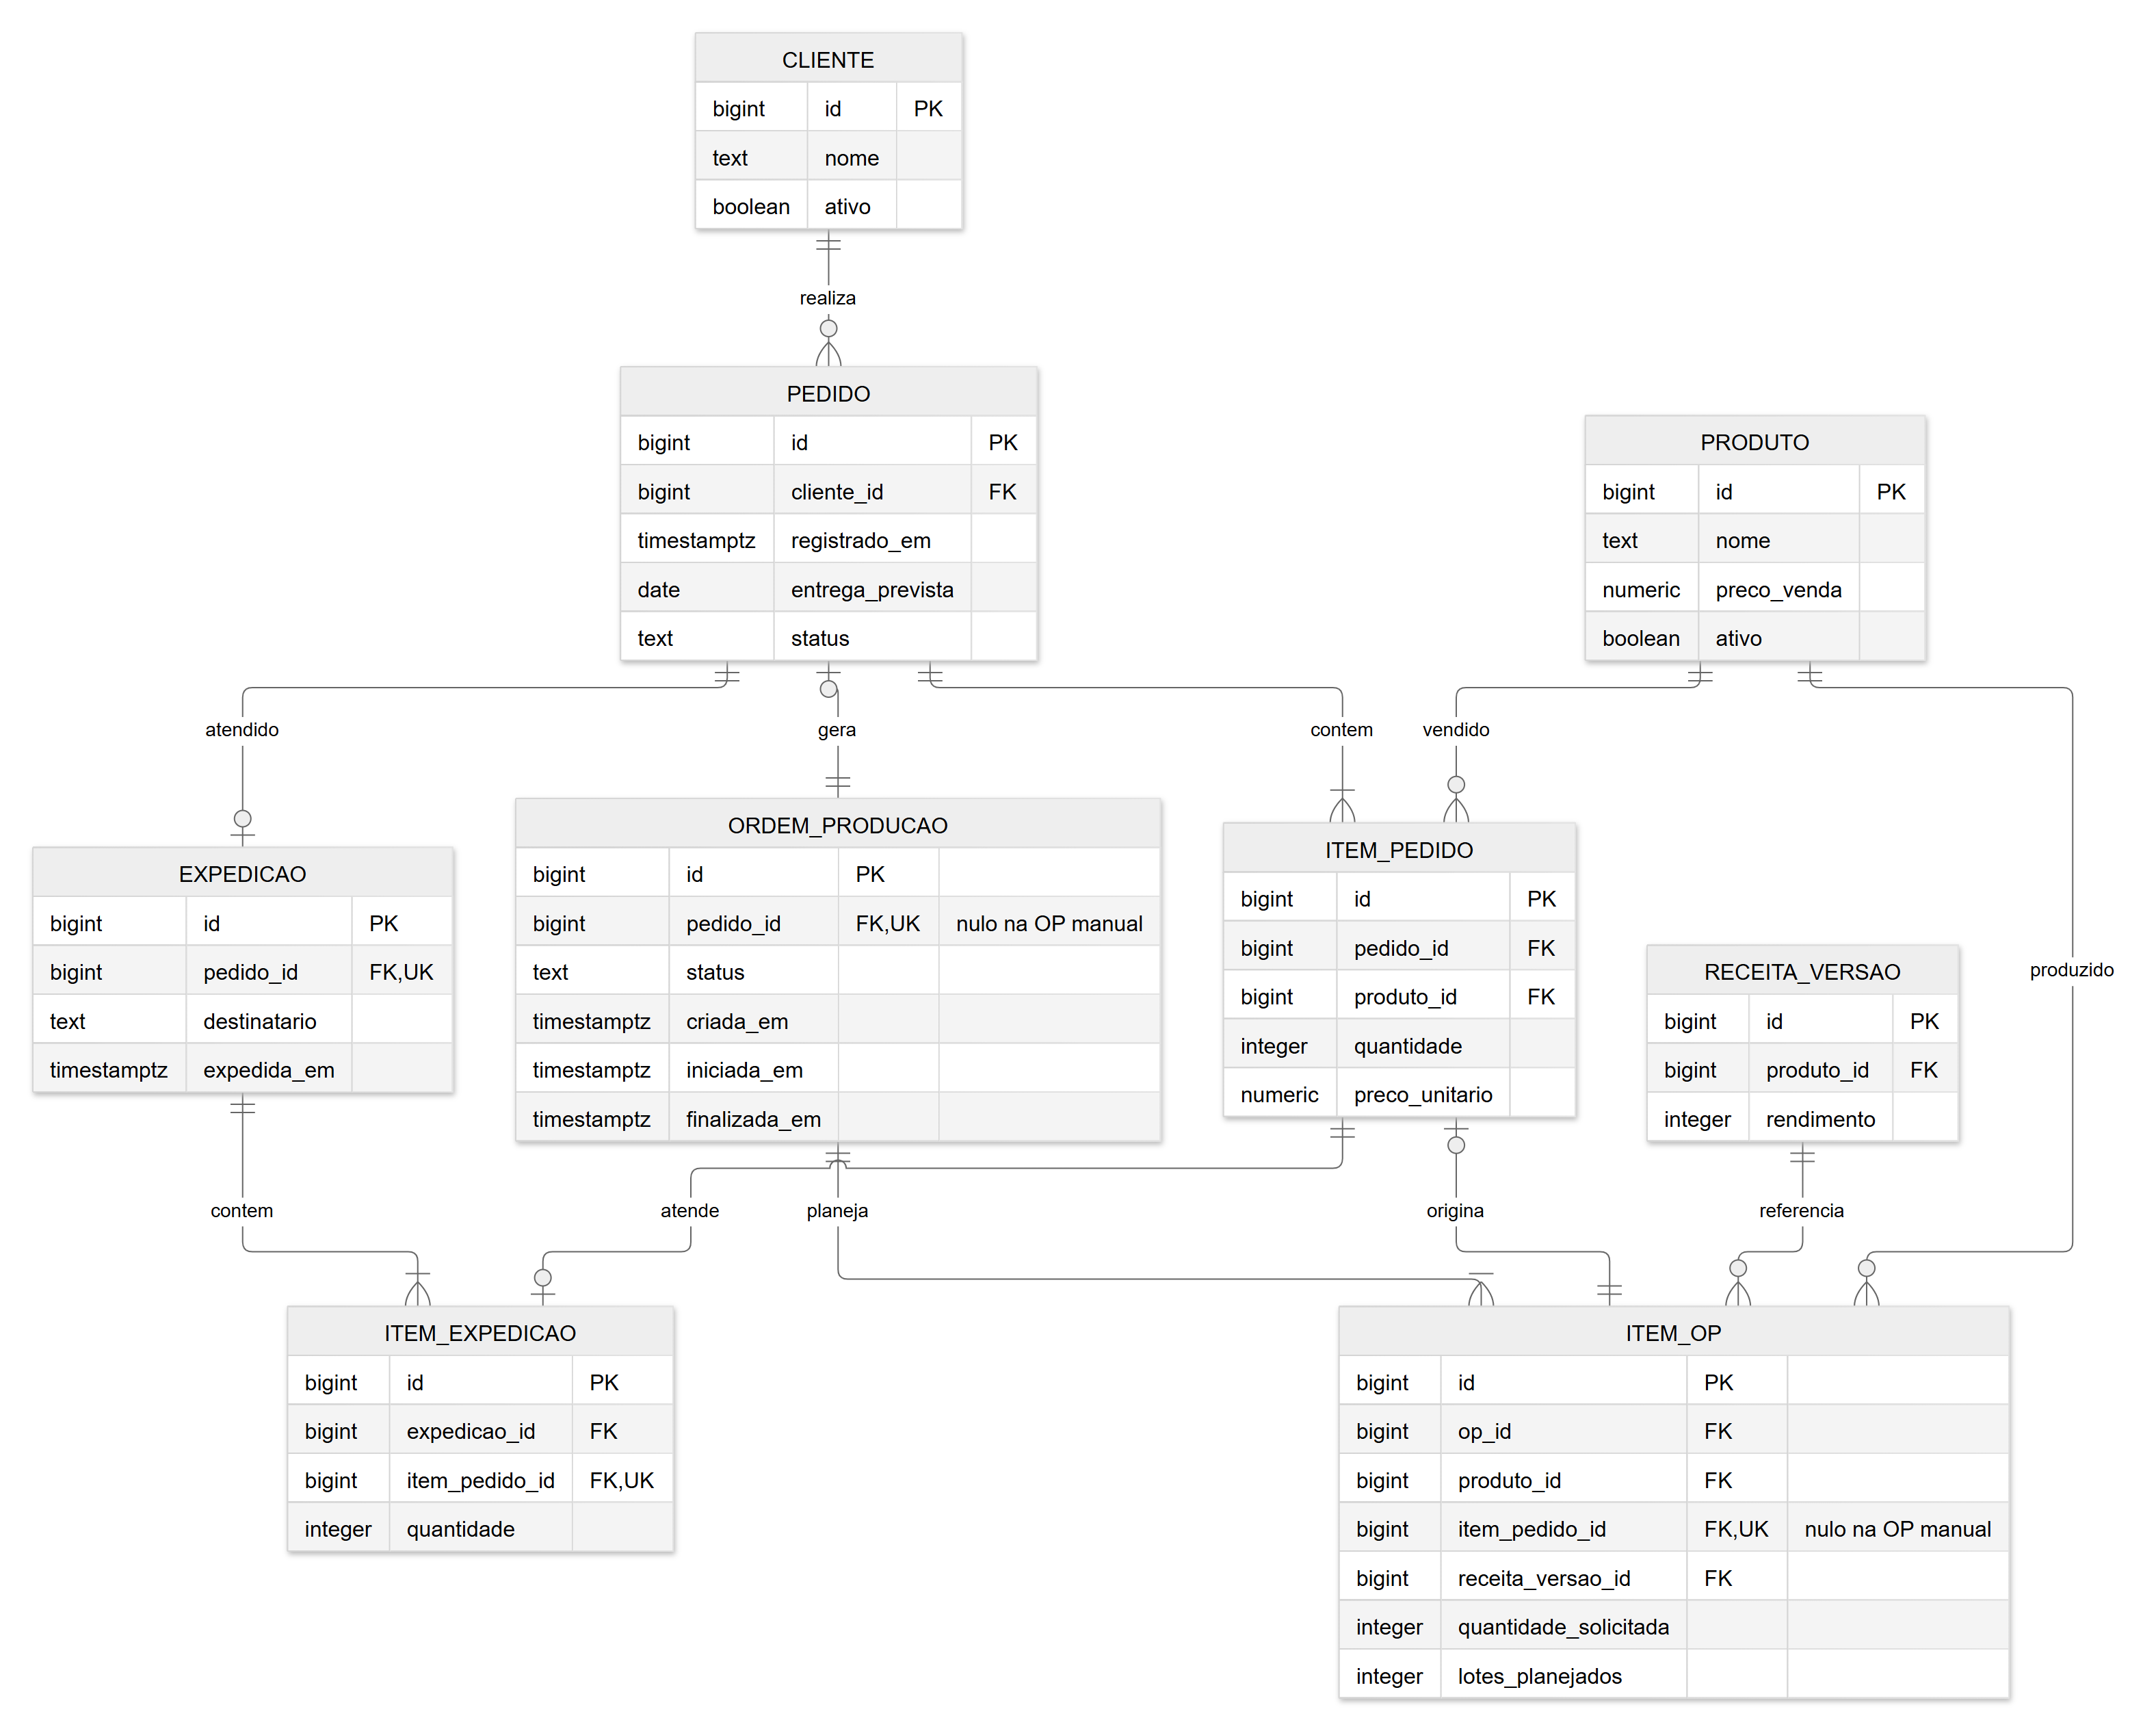 CLIENTE
bigint id PK
text nome
boolean ativo
realiza
PEDIDO
bigint id PK
bigint cliente_id FK
timestamptz registrado_em
date entrega_prevista
text status
PRODUTO
bigint id PK
text nome
numeric preco_venda
boolean ativo
atendido
gera
contem
vendido
produzido
EXPEDICAO
bigint id PK
bigint pedido_id FK,UK
text destinatario
timestamptz expedida_em
ORDEM_PRODUCAO
bigint id PK
bigint pedido_id FK,UK nulo na OP manual
text status
timestamptz criada_em
timestamptz iniciada_em
timestamptz finalizada_em
ITEM_PEDIDO
bigint id PK
bigint pedido_id FK
bigint produto_id FK
integer quantidade
numeric preco_unitario
RECEITA_VERSAO
bigint id PK
bigint produto_id FK
integer rendimento
contem
atende
planeja
origina
referencia
ITEM_EXPEDICAO
bigint id PK
bigint expedicao_id FK
bigint item_pedido_id FK,UK
integer quantidade
ITEM_OP
bigint id PK
bigint op_id FK
bigint produto_id FK
bigint item_pedido_id FK,UK nulo na OP manual
bigint receita_versao_id FK
integer quantidade_solicitada
integer lotes_planejados